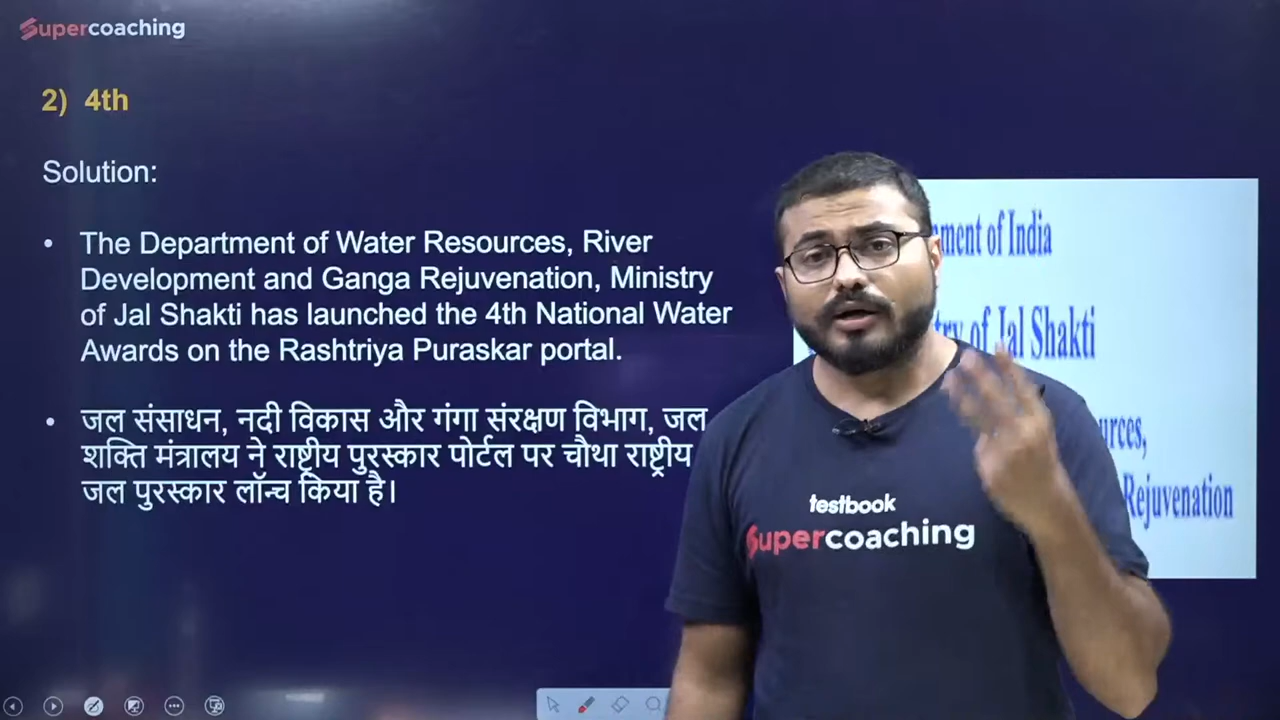 Supercoaching
2) 4th
Solution:
• The Department of Water Resources, River
Development and Ganga Rejuvenation, Ministry
of Jal Shakti has launched the 4th National Water
Awards on the Rashtriya Puraskar portal.
• जल संसाधन, नदी विकास और गंगा संरक्षण विभाग, जल
शक्ति मंत्रालय ने राष्ट्रीय पुरस्कार पोर्टल पर चौथा राष्ट्रीय
जल पुरस्कार लॉन्च किया है।
of India
of Jal Shakti
Rejuvenation
testbook
Supercoaching